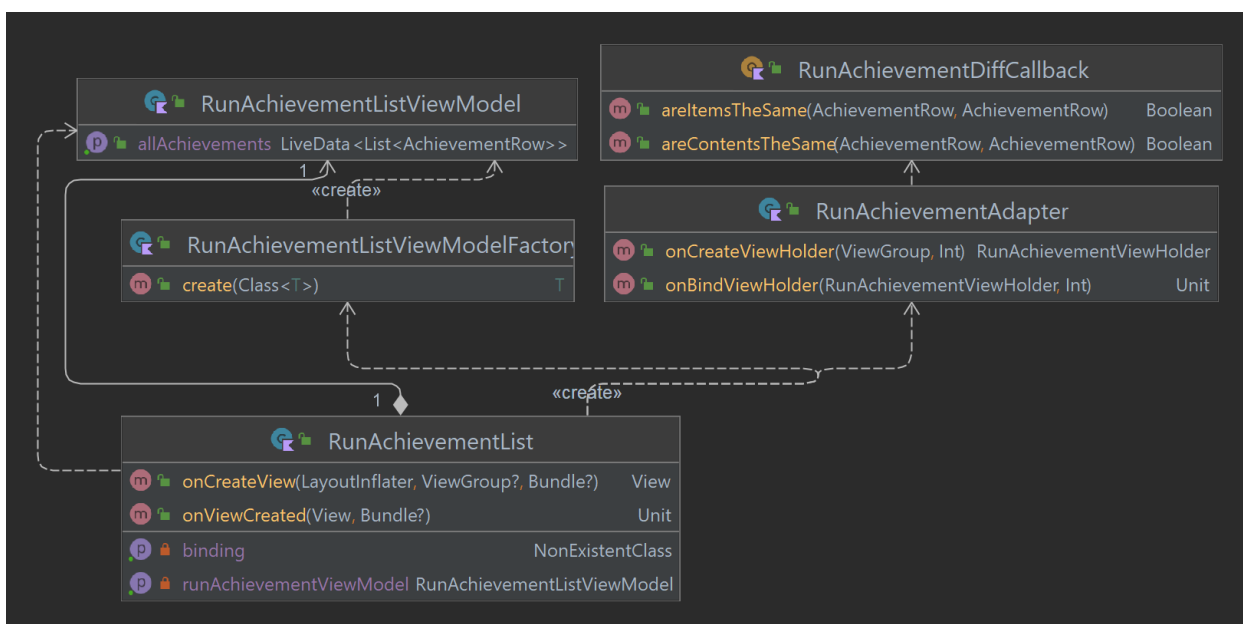 RunAchievementListViewModel
allAchievements LiveData<List<AchievementRow>>
1
«create»
RunAchievementDiffCallback
areItemsTheSame(AchievementRow, AchievementRow) Boolean
areContentsTheSame(AchievementRow, AchievementRow) Boolean
RunAchievementListViewModelFactory
create(Class<T>) T
RunAchievementAdapter
onCreateViewHolder(ViewGroup, Int) RunAchievementViewHolder
onBindViewHolder(RunAchievementViewHolder, Int) Unit
1
«create»
RunAchievementList
onCreateView(LayoutInflater, ViewGroup?, Bundle?) View
onViewCreated(View, Bundle?) Unit
binding NonExistentClass
runAchievementViewModel RunAchievementListViewModel